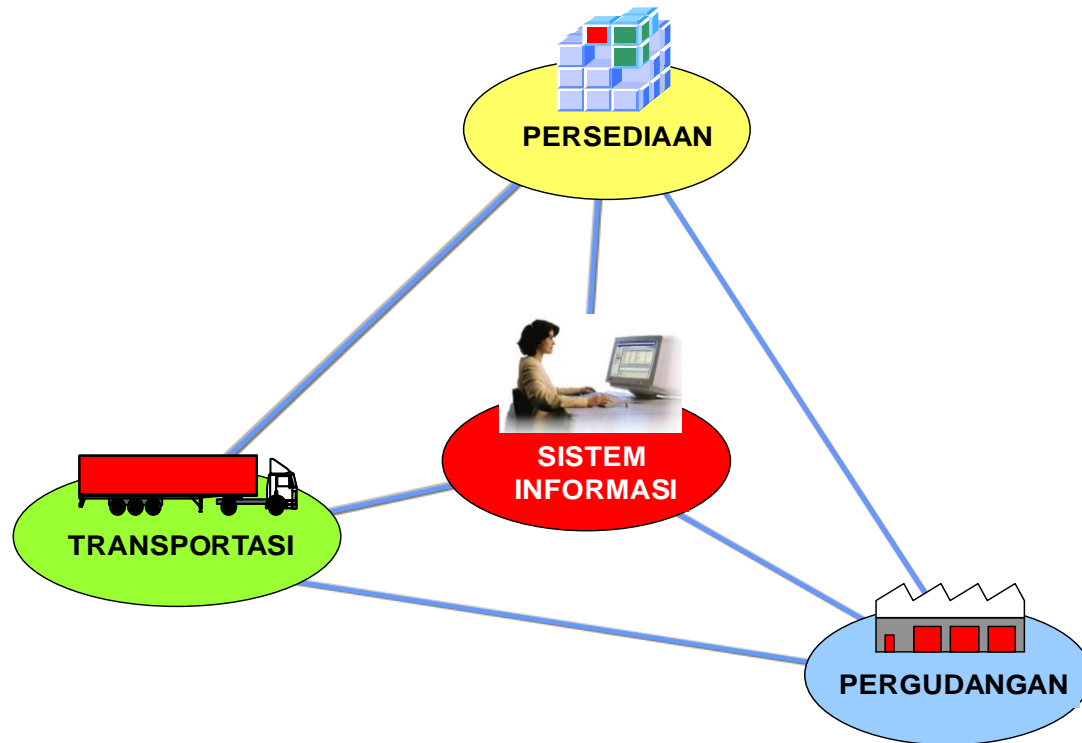 PERSEDIAAN
SISTEM
INFORMASI
TRANSPORTASI
PERGUDANGAN